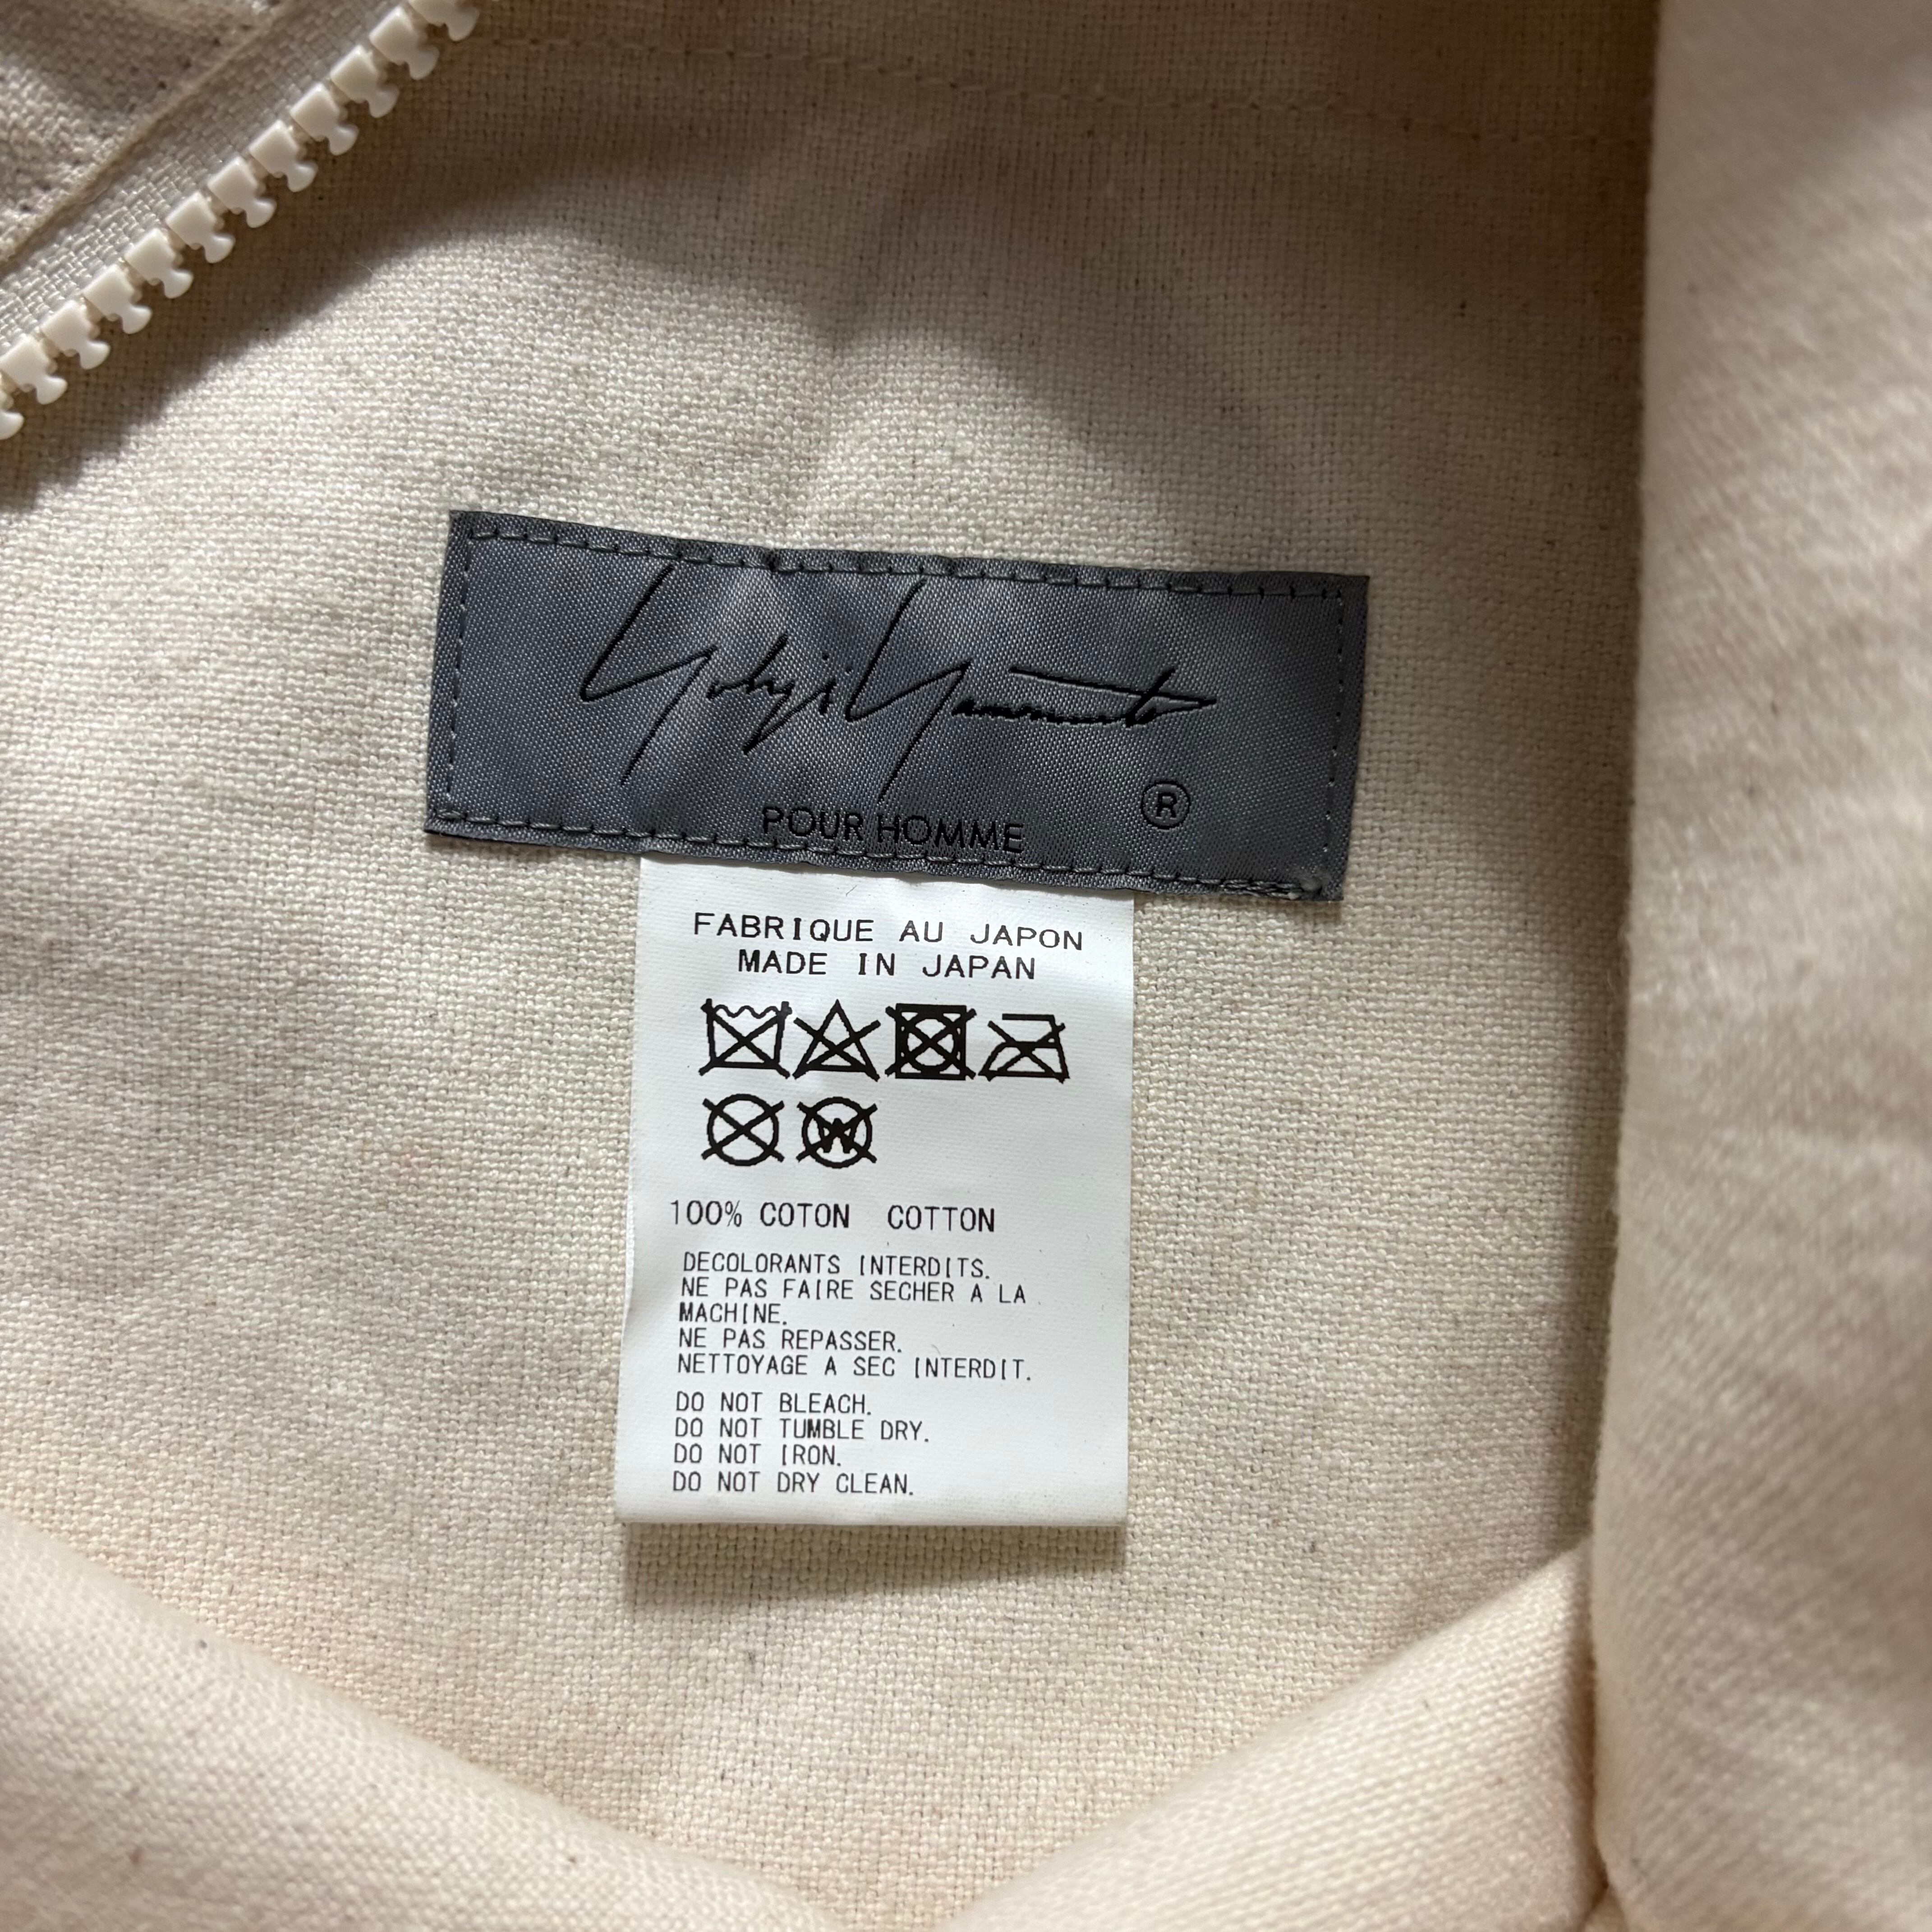 Yohji Yamamoto
®
POUR HOMME
FABRIQUE AU JAPON
MADE IN JAPAN
W
100% COTON COTTON
DECOLORANTS INTERDITS.
NE PAS FAIRE SECHER A LA
MACHINE.
NE PAS REPASSER.
NETTOYAGE A SEC INTERDIT.
DO NOT BLEACH.
DO NOT TUMBLE DRY.
DO NOT IRON.
DO NOT DRY CLEAN.